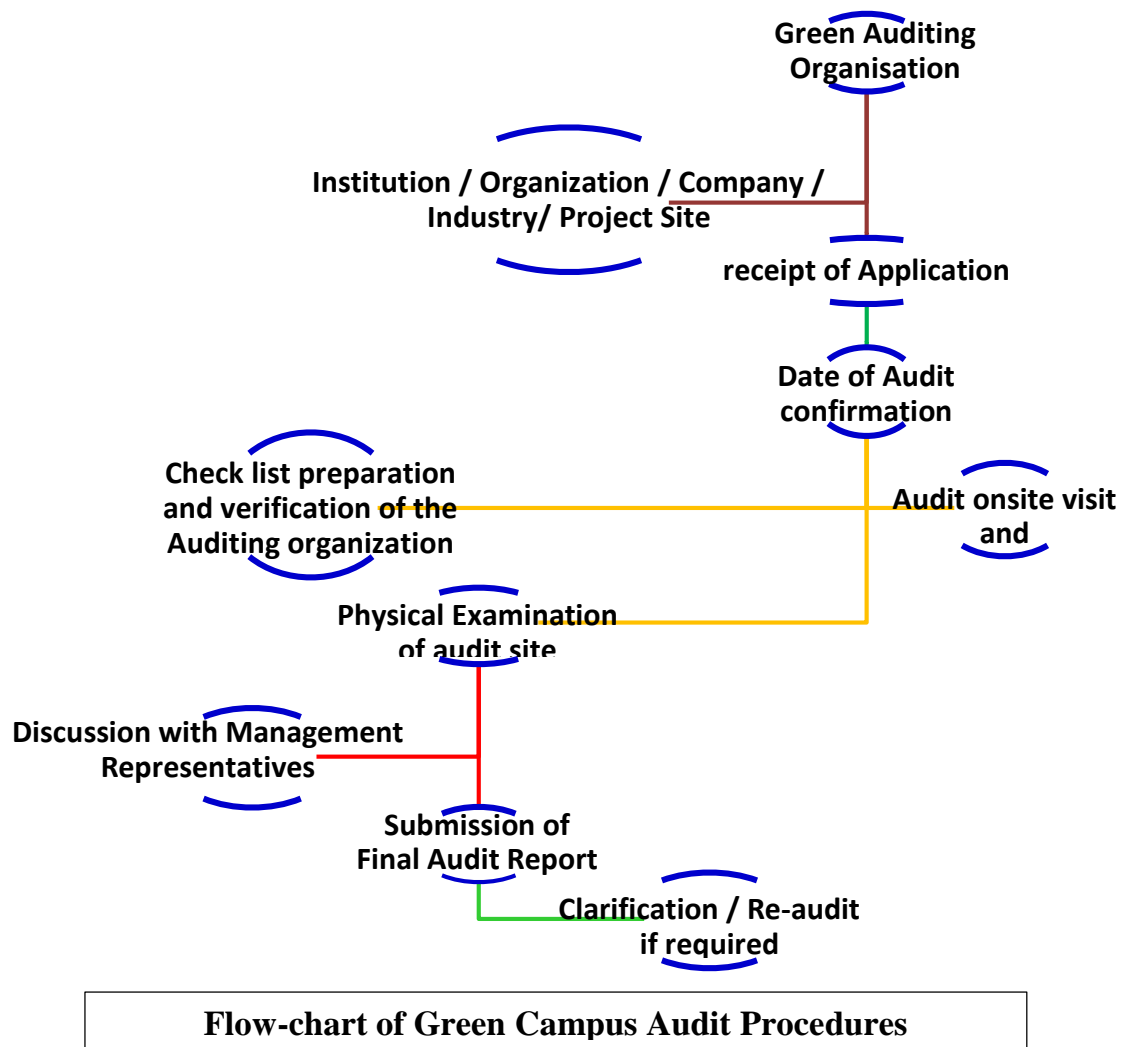 Green Auditing
Organisation
Institution / Organization / Company /
Industry/ Project Site
receipt of Application
Date of Audit
confirmation
Check list preparation
and verification of the
Auditing organization
Audit onsite visit
and
Physical Examination
of audit site
Discussion with Management
Representatives
Submission of
Final Audit Report
Clarification / Re-audit
if required
Flow-chart of Green Campus Audit Procedures